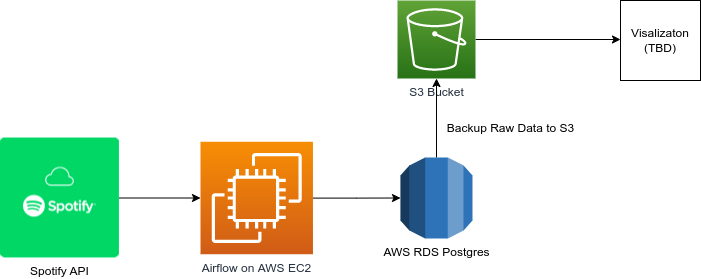 Visalizaton
(TBD)
S3 Bucket
Backup Raw Data to S3
Spotify
Spotify API
Airflow on AWS EC2
AWS RDS Postgres